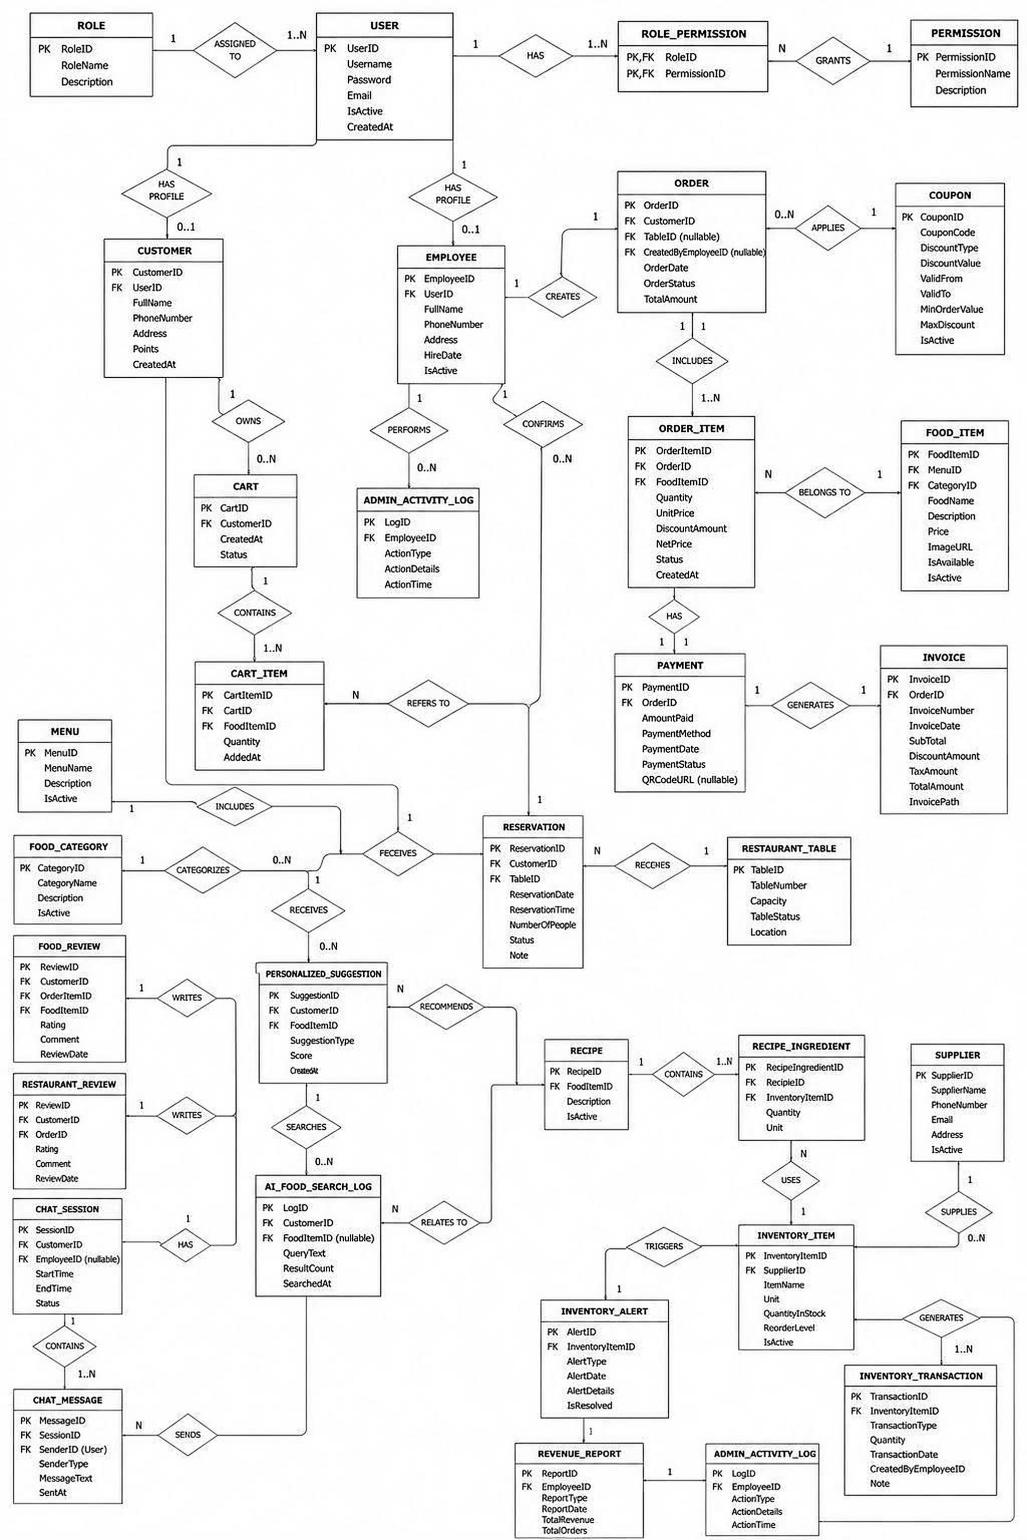 ROLE
PK RoleID
RoleName
Description
1
ASSIGNED
TO
1..N
USER
PK UserID
Username
Password
Email
IsActive
CreatedAt
1
HAS
1..N
ROLE_PERMISSION
PK,FK RoleID
PK,FK PermissionID
N
GRANTS
1
PERMISSION
PK PermissionID
PermissionName
Description
1
HAS
PROFILE
0..1
1
HAS
PROFILE
0..1
CUSTOMER
PK CustomerID
FK UserID
FullName
PhoneNumber
Address
Points
CreatedAt
EMPLOYEE
PK EmployeeID
FK UserID
FullName
PhoneNumber
Address
HireDate
IsActive
1
CREATES
1
ORDER
PK OrderID
FK CustomerID
FK TableID (nullable)
FK CreatedByEmployeeID (nullable)
OrderDate
OrderStatus
TotalAmount
0..N
APPLIES
1
COUPON
PK CouponID
CouponCode
DiscountType
DiscountValue
ValidFrom
ValidTo
MinOrderValue
MaxDiscount
IsActive
1 1
INCLUDES
1..N
1
OWNS
0..N
1
PERFORMS
0..N
1
CONFIRMS
0..N
CART
PK CartID
FK CustomerID
CreatedAt
Status
ADMIN_ACTIVITY_LOG
PK LogID
FK EmployeeID
ActionType
ActionDetails
ActionTime
ORDER_ITEM
PK OrderItemID
FK OrderID
FK FoodItemID
Quantity
UnitPrice
DiscountAmount
NetPrice
Status
CreatedAt
N
BELONGS TO
1
FOOD_ITEM
PK FoodItemID
FK MenuID
FK CategoryID
FoodName
Description
Price
ImageURL
IsAvailable
IsActive
1
CONTAINS
1..N
HAS
1 1
CART_ITEM
PK CartItemID
FK CartID
FK FoodItemID
Quantity
AddedAt
N
REFERS TO
PAYMENT
PK PaymentID
FK OrderID
AmountPaid
PaymentMethod
PaymentDate
PaymentStatus
QRCodeURL (nullable)
1
GENERATES
1
INVOICE
PK InvoiceID
FK OrderID
InvoiceNumber
InvoiceDate
SubTotal
DiscountAmount
TaxAmount
TotalAmount
InvoicePath
MENU
PK MenuID
MenuName
Description
IsActive
1
INCLUDES
1
FECEIVES
1
RESERVATION
PK ReservationID
FK CustomerID
FK TableID
ReservationDate
ReservationTime
NumberOfPeople
Status
Note
N
RECEHES
1
RESTAURANT_TABLE
PK TableID
TableNumber
Capacity
TableStatus
Location
FOOD_CATEGORY
PK CategoryID
CategoryName
Description
IsActive
1
CATEGORIZES
0..N
1
RECEIVES
0..N
FOOD_REVIEW
PK ReviewID
FK CustomerID
FK OrderItemID
FK FoodItemID
Rating
Comment
ReviewDate
1
WRITES
PERSONALIZED_SUGGESTION
PK SuggestionID
FK CustomerID
FK FoodItemID
SuggestionType
Score
CreatedAt
N
RECOMMENDS
RECIPE
PK RecipeID
FK FoodItemID
Description
IsActive
1
CONTAINS
1..N
RECIPE_INGREDIENT
PK RecipeIngredientID
FK RecipieID
FK InventoryItemID
Quantity
Unit
SUPPLIER
PK SupplierID
SupplierName
PhoneNumber
Email
Address
IsActive
RESTAURANT_REVIEW
PK ReviewID
FK CustomerID
FK OrderID
Rating
Comment
ReviewDate
1
WRITES
1
SEARCHES
0..N
N
USES
1
1
SUPPLIES
0..N
CHAT_SESSION
PK SessionID
FK CustomerID
FK EmployeeID (nullable)
StartTime
EndTime
Status
1
HAS
AI_FOOD_SEARCH_LOG
PK LogID
FK CustomerID
FK FoodItemID (nullable)
QueryText
ResultCount
SearchedAt
N
RELATES TO
TRIGGERS
1
INVENTORY_ITEM
PK InventoryItemID
FK SupplierID
ItemName
Unit
QuantityInStock
ReorderLevel
IsActive
INVENTORY_ALERT
PK AlertID
FK InventoryItemID
AlertType
AlertDate
AlertDetails
IsResolved
GENERATES
1..N
1
CONTAINS
1..N
CHAT_MESSAGE
PK MessageID
FK SessionID
FK SenderID (User)
SenderType
MessageText
SentAt
N
SENDS
INVENTORY_TRANSACTION
PK TransactionID
FK InventoryItemID
TransactionType
Quantity
TransactionDate
CreatedByEmployeeID
Note
1
REVENUE_REPORT
PK ReportID
FK EmployeeID
ReportType
ReportDate
TotalRevenue
TotalOrders
1
ADMIN_ACTIVITY_LOG
PK LogID
FK EmployeeID
ActionType
ActionDetails
ActionTime